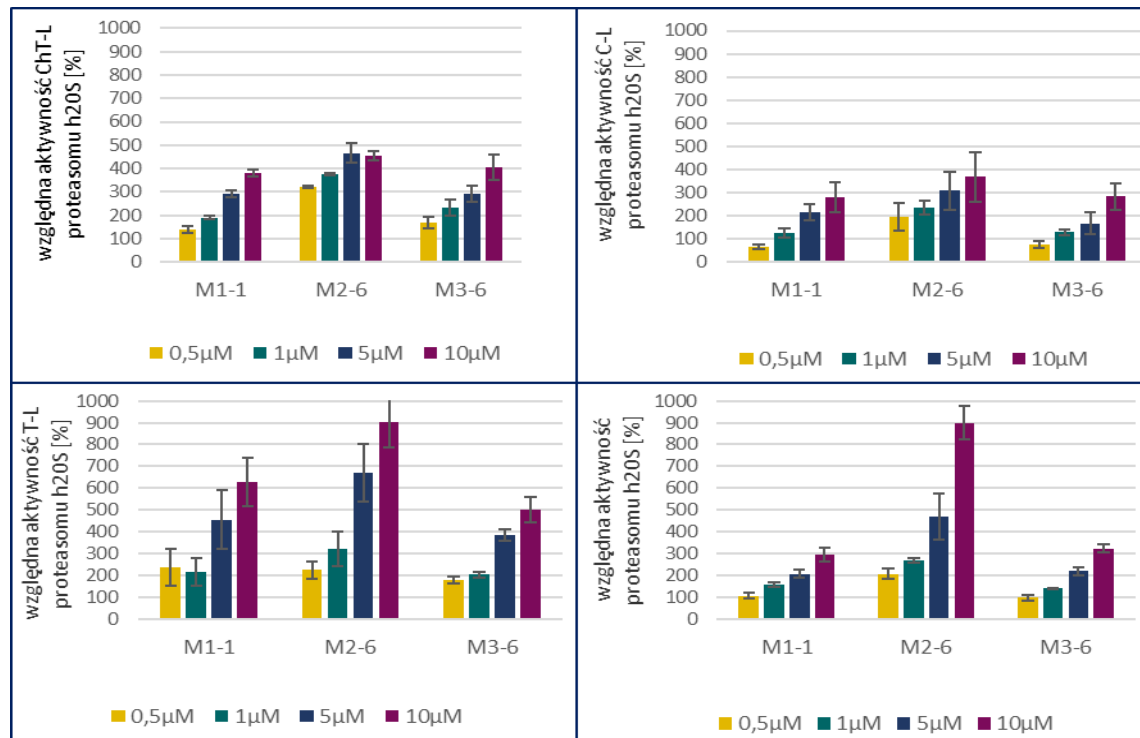 względna aktywność ChT-L
proteasomu h20S [%]
1000
900
800
700
600
500
400
300
200
100
0
M1-1 M2-6 M3-6
0,5µM 1µM 5µM 10µM
względna aktywność C-L
proteasomu h20S [%]
1000
900
800
700
600
500
400
300
200
100
0
M1-1 M2-6 M3-6
0,5µM 1µM 5µM 10µM
względna aktywność T-L
proteasomu h20S [%]
1000
900
800
700
600
500
400
300
200
100
0
M1-1 M2-6 M3-6
0,5µM 1µM 5µM 10µM
względna aktywność
proteasomu h20S [%]
1000
900
800
700
600
500
400
300
200
100
0
M1-1 M2-6 M3-6
0,5µM 1µM 5µM 10µM